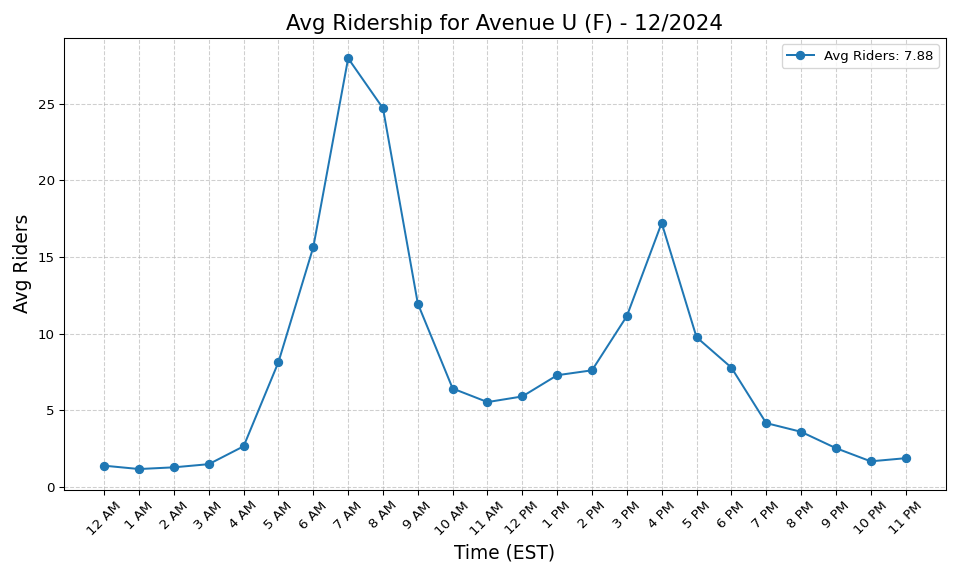 Avg Ridership for Avenue U (F) - 12/2024
Avg Riders: 7.88
Avg Riders
25
20
15
10
5
0
12 AM
1 AM
2 AM
3 AM
4 AM
5 AM
6 AM
7 AM
8 AM
9 AM
10 AM
11 AM
12 PM
1 PM
2 PM
3 PM
4 PM
5 PM
6 PM
7 PM
8 PM
9 PM
10 PM
11 PM
Time (EST)